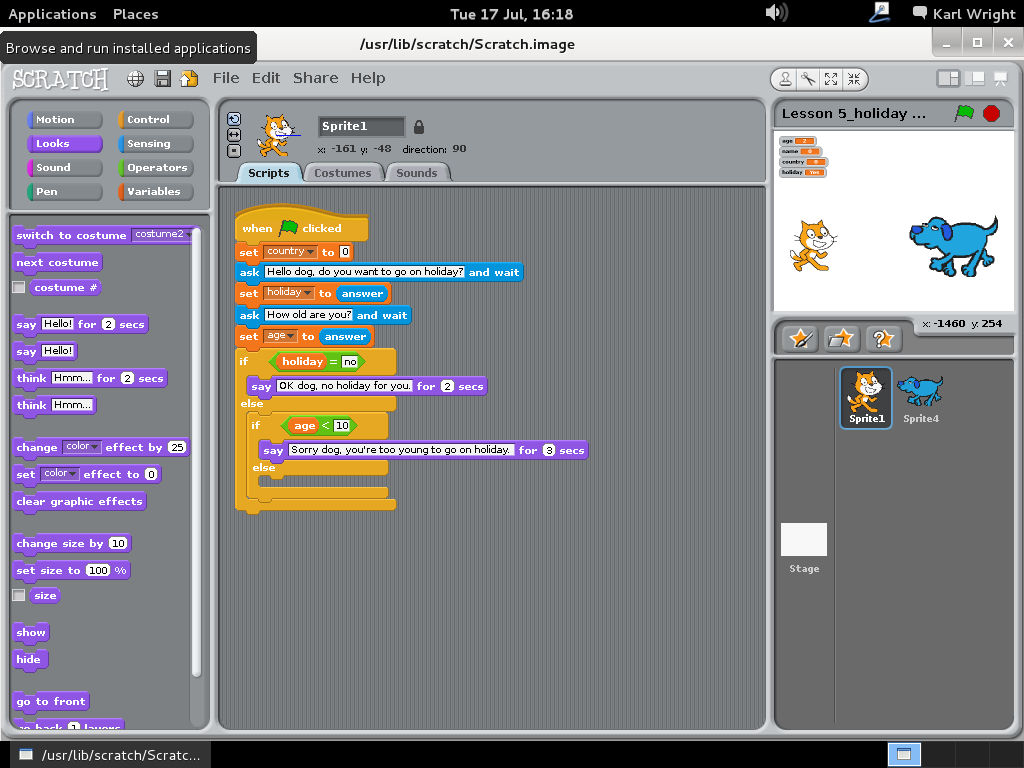 Applications Places Tue 17 Jul, 16:18 Karl Wright
Browse and run installed applications
/usr/lib/scratch/Scratch.image
SCRATCH File Edit Share Help
Motion Control
Looks Sensing
Sound Operators
Pen Variables
switch to costume costume2
next costume
costume #
say Hello! for 2 secs
say Hello!
think Hmm... for 2 secs
think Hmm...
change color effect by 25
set color effect to 0
clear graphic effects
change size by 10
set size to 100 %
size
show
hide
go to front
go back 1 layers
Sprite1
x: -161 y: -48 direction: 90
Scripts Costumes Sounds
when clicked
set country to 0
ask Hello dog, do you want to go on holiday? and wait
set holiday to answer
ask How old are you? and wait
set age to answer
if holiday = no
say OK dog, no holiday for you. for 2 secs
else
if age < 10
say Sorry dog, you're too young to go on holiday. for 3 secs
else
Lesson 5_holiday ...
age
name
country
holiday Yes
x: -1460 y: 254
Sprite1 Sprite4
Stage
/usr/lib/scratch/Scratc...